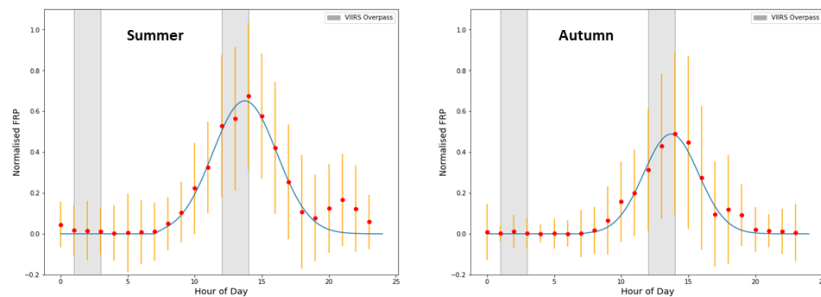 1.0
0.8
0.6
0.4
0.2
0.0
−0.2
Normalised FRP
Summer
VIIRS Overpass
0 5 10 15 20 25
Hour of Day
1.0
0.8
0.6
0.4
0.2
0.0
−0.2
Normalised FRP
Autumn
VIIRS Overpass
0 5 10 15 20
Hour of Day